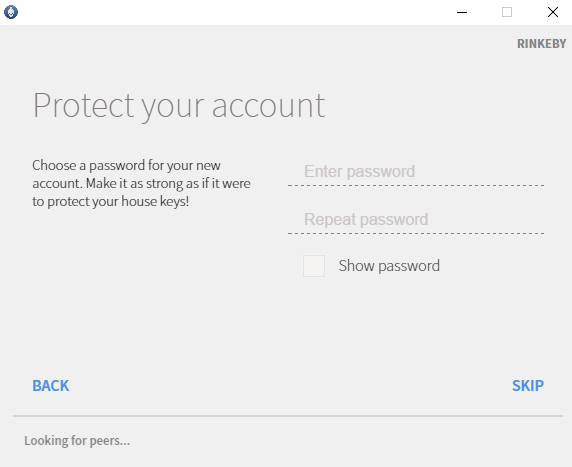 RINKEBY
Protect your account
Choose a password for your new
account. Make it as strong as if it were
to protect your house keys!
Enter password
Repeat password
Show password
BACK
SKIP
Looking for peers...